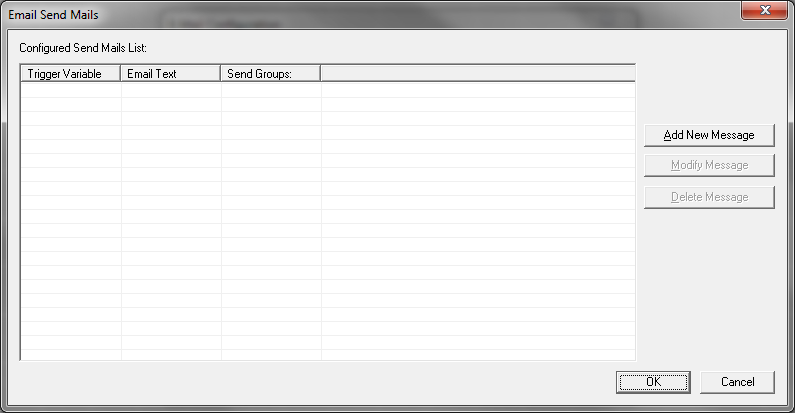 Email Send Mails
Configured Send Mails List:
Trigger Variable Email Text Send Groups:
Add New Message
Modify Message
Delete Message
OK Cancel